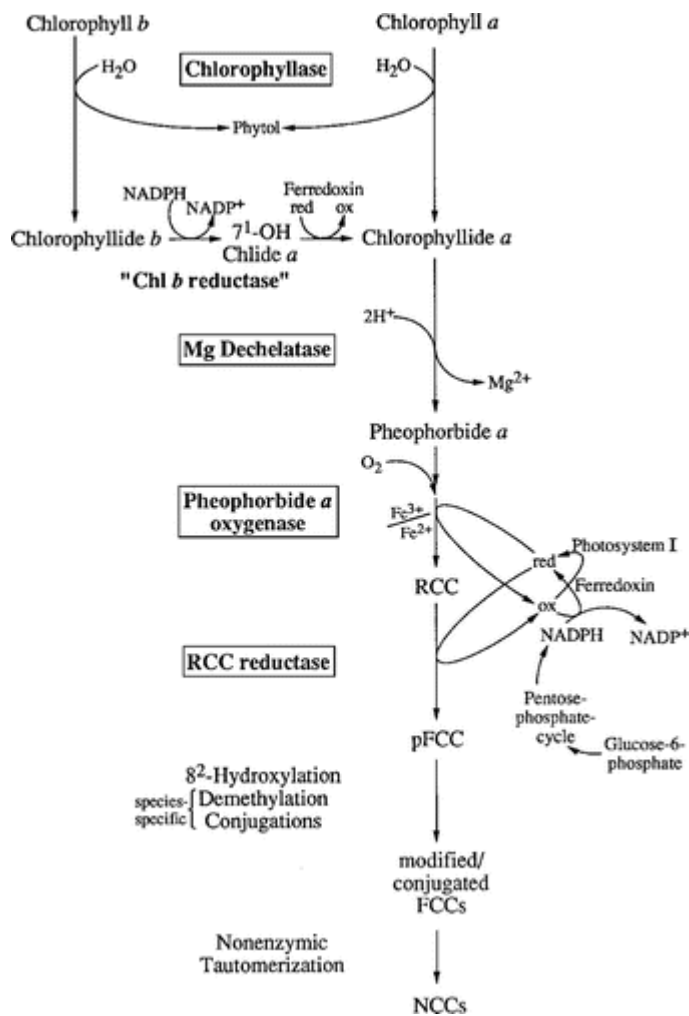 Chlorophyll b
Chlorophyll a
H2O
Chlorophyllase
H2O
Phytol
NADPH
NADP+
Ferredoxin
red ox
Chlorophyllide b
7¹-OH
Chlide a
Chlorophyllide a
"Chl b reductase"
2H+
Mg Dechelatase
Mg2+
Pheophorbide a
O2
Pheophorbide a
oxygenase
Fe3+
Fe2+
Photosystem I
red
RCC
Ferredoxin
ox
NADPH
NADP+
RCC reductase
Pentose-
phosphate-
cycle
Glucose-6-
phosphate
pFCC
8²-Hydroxylation
species-
specific
Demethylation
Conjugations
modified/
conjugated
FCCs
Nonenzymic
Tautomerization
NCCs